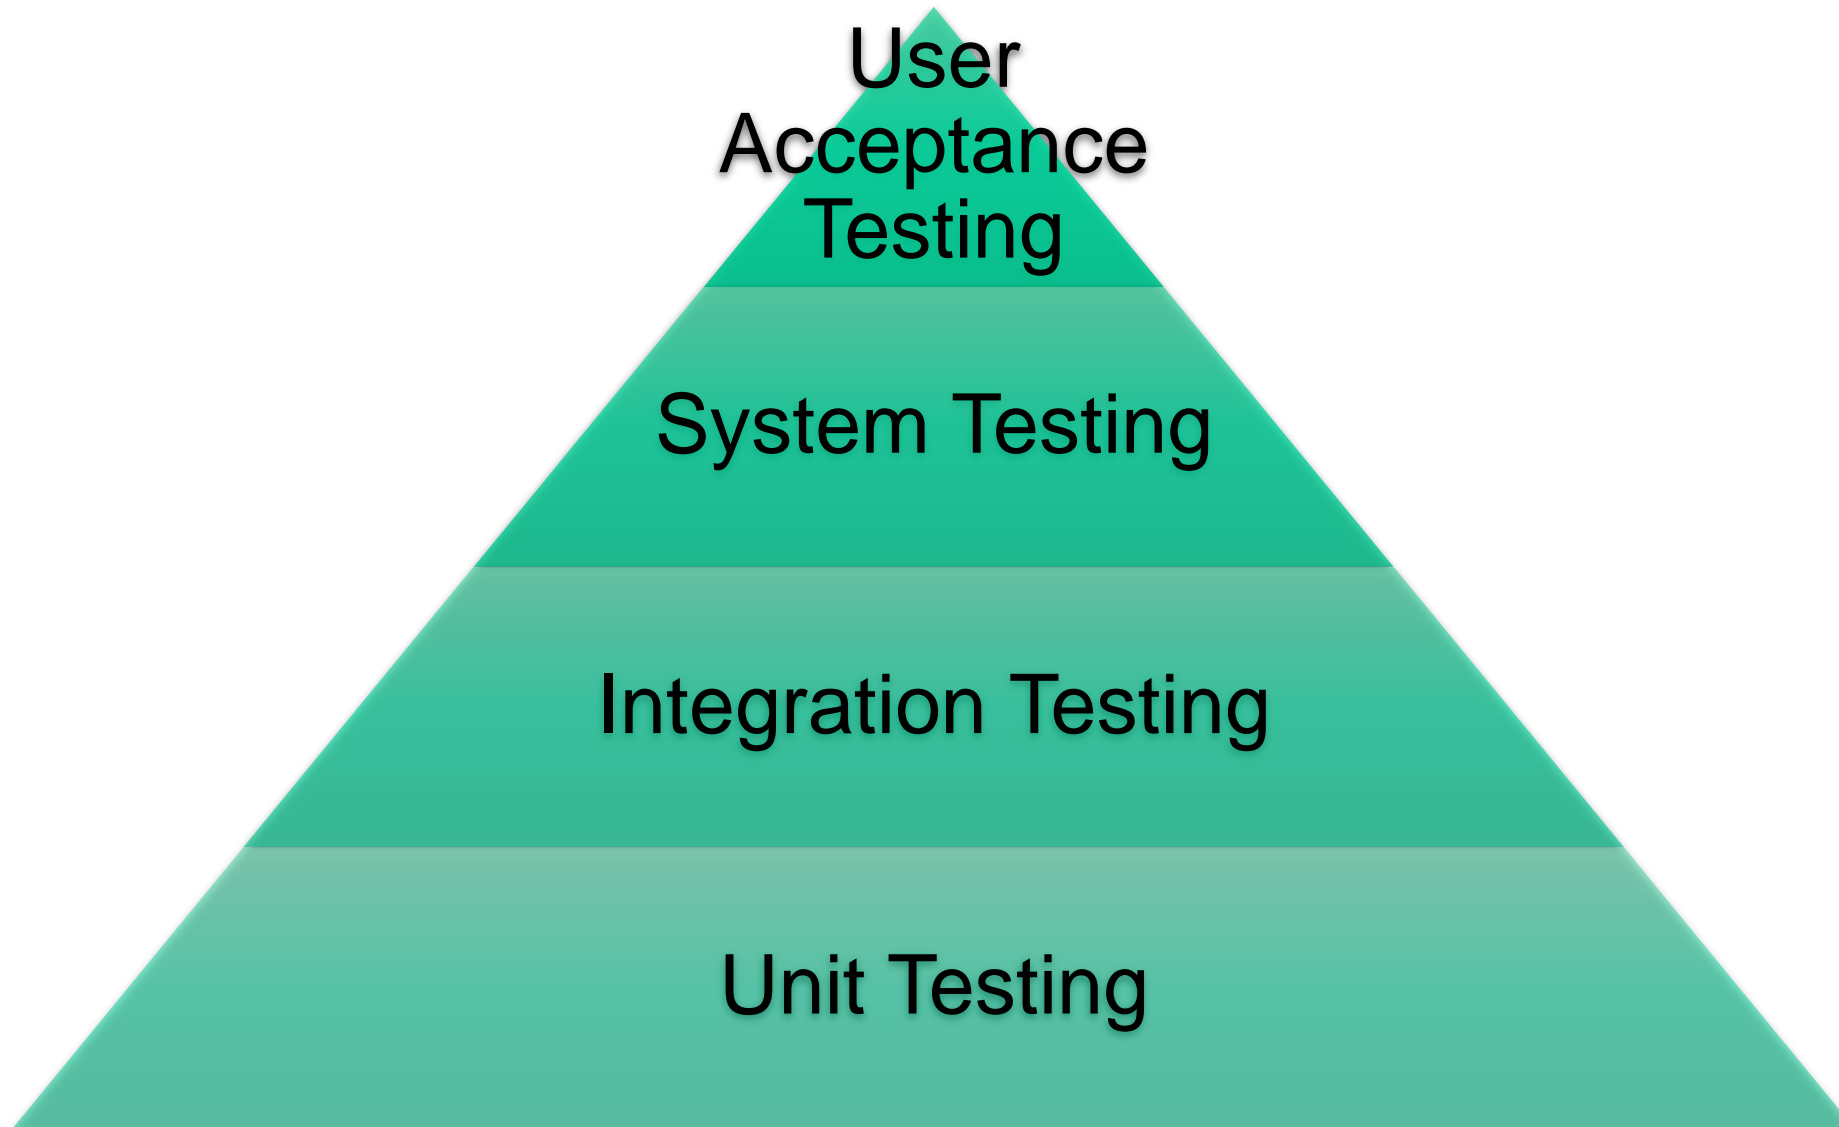 User
Acceptance
Testing
System Testing
Integration Testing
Unit Testing